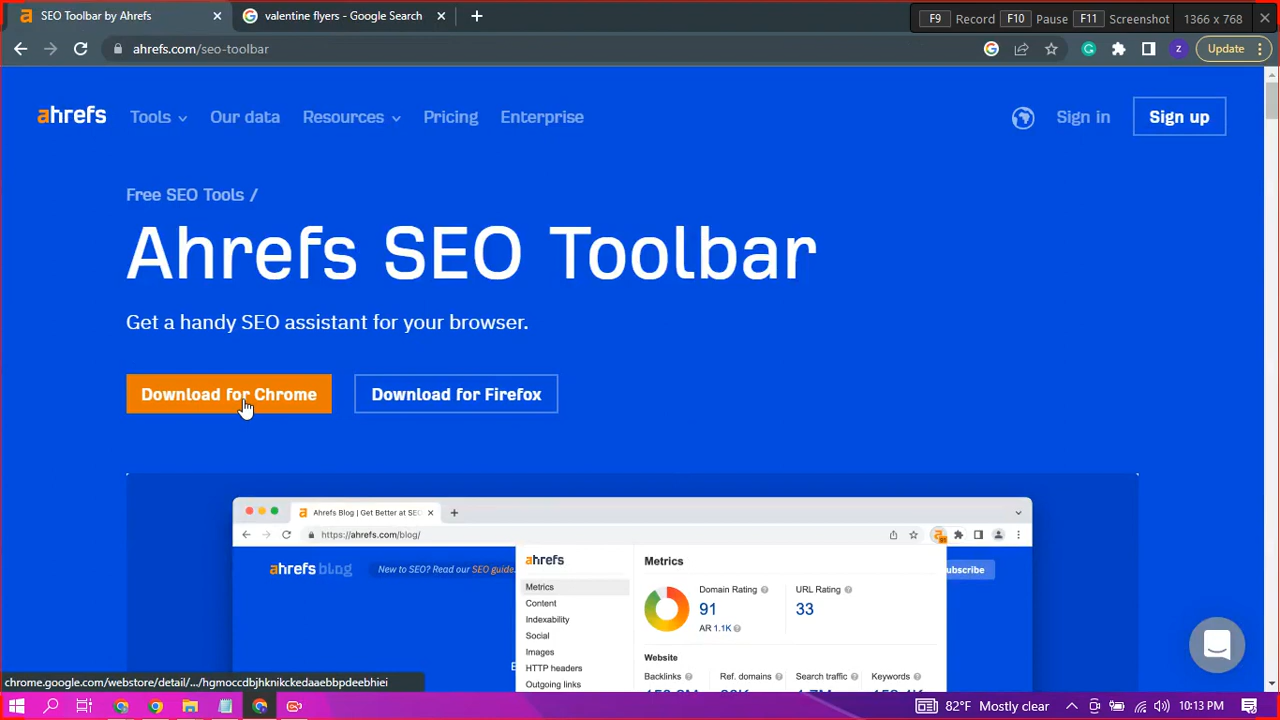 SEO Toolbar by Ahrefs
valentine flyers - Google Search
F9 Record F10 Pause F11 Screenshot 1366 x 768
ahrefs.com/seo-toolbar
Z
Update
ahrefs Tools Our data Resources Pricing Enterprise Sign in Sign up
Free SEO Tools /
Ahrefs SEO Toolbar
Get a handy SEO assistant for your browser.
Download for Chrome Download for Firefox
Ahrefs Blog | Get Better at SEO
https://ahrefs.com/blog/
ahrefs blog New to SEO? Read our SEO guide.
ahrefs
Metrics
ubscribe
Metrics
Content
Indexability
Social
Images
HTTP headers
Outgoing links
Domain Rating URL Rating
91 33
AR 1.1K
Website
Backlinks Ref. domains Search traffic Keywords
chrome.google.com/webstore/detail/.../hgmoccdbjhknikckedaaebbpdeebhiei
82°F Mostly clear 10:13 PM